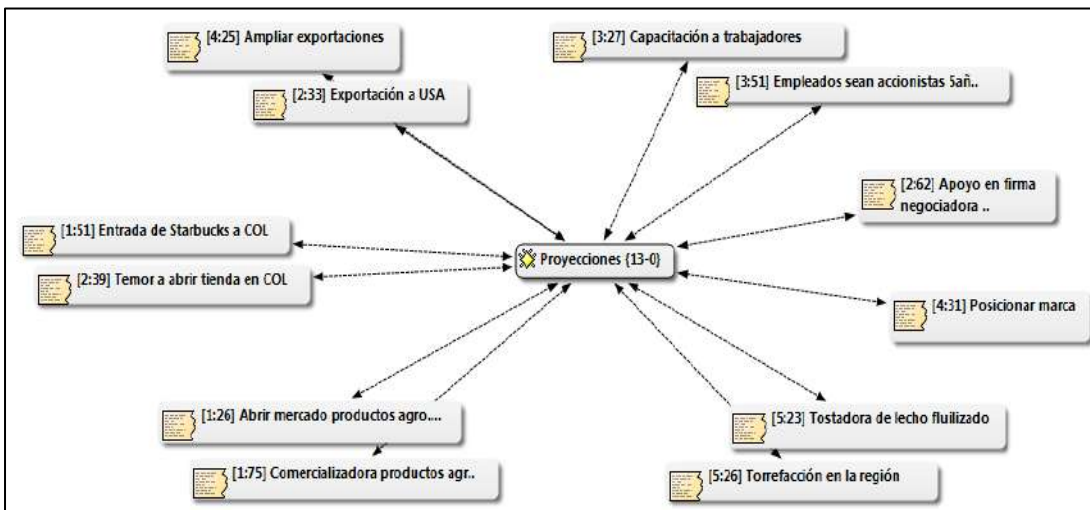 [4:25] Ampliar exportaciones
[3:27] Capacitación a trabajadores
[2:33] Exportación a USA
[3:51] Empleados sean accionistas 5añ..
[2:62] Apoyo en firma
negociadora ..
[1:51] Entrada de Starbucks a COL
Proyecciones {13-0}
[2:39] Temor a abrir tienda en COL
[4:31] Posicionar marca
[1:26] Abrir mercado productos agro....
[5:23] Tostadora de lecho fluilizado
[1:75] Comercializadora productos agr..
[5:26] Torrefacción en la región